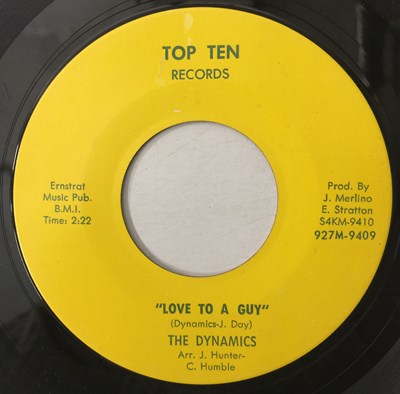 TOP TEN
RECORDS
Ernstrat
Music Pub.
B.M.I.
Time: 2:22
Prod. By
J. Merlino
E. Stratton
S4KM-9410
927M-9409
"LOVE TO A GUY"
(Dynamics-J. Day)
THE DYNAMICS
Arr. J. Hunter-
C. Humble